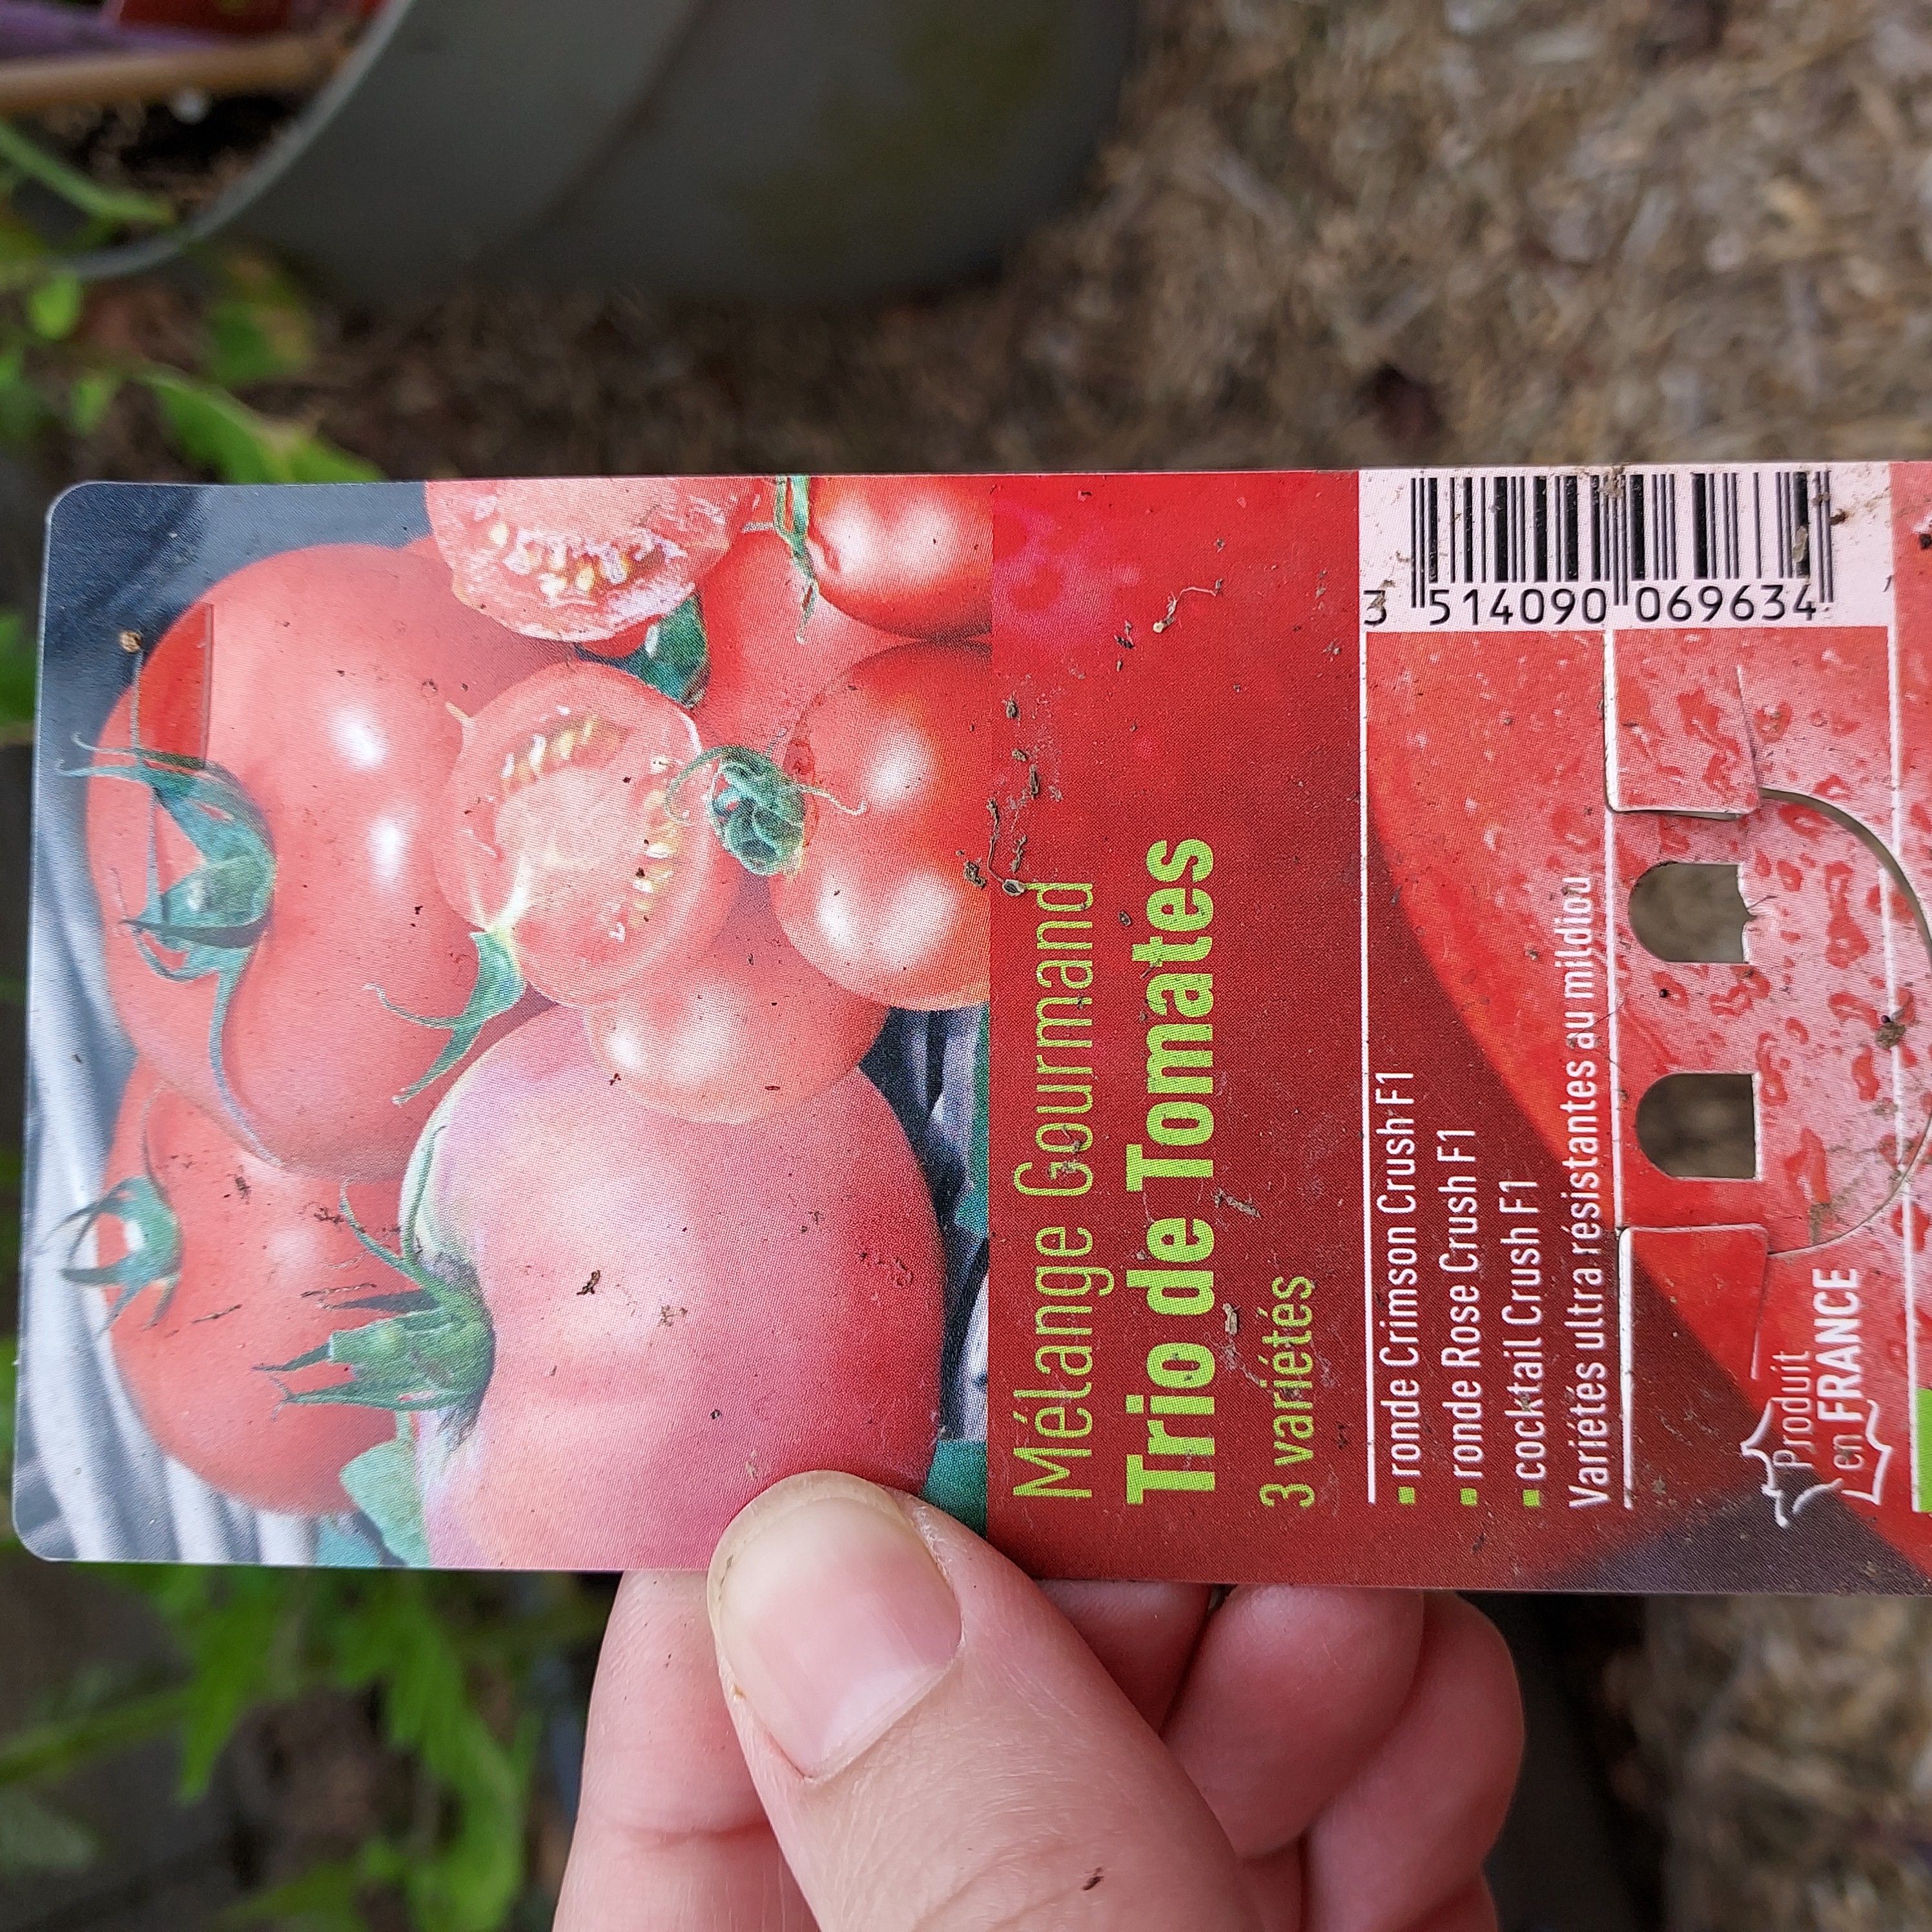 Mélange Gourmand
Trio de Tomates
3 variétés
ronde Crimson Crush F1
ronde Rose Crush F1
cocktail Crush F1
Variétés ultra résistantes au mildiou
Produit
en FRANCE
3 514090 069634